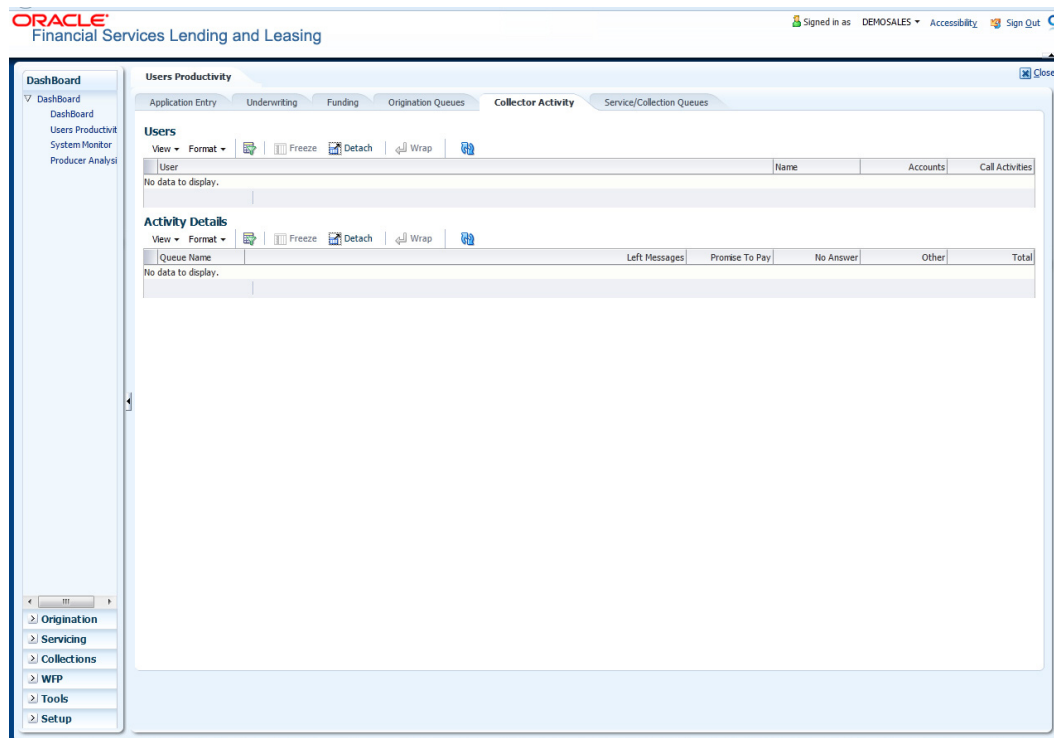 ORACLE®
Financial Services Lending and Leasing
Signed in as DEMOSALES Accessibility Sign Out
DashBoard
DashBoard
DashBoard
Users Productivit
System Monitor
Producer Analysi
Users Productivity
Close
Application Entry Underwriting Funding Origination Queues Collector Activity Service/Collection Queues
Users
View Format Freeze Detach Wrap
User Name Accounts Call Activities
No data to display.
Activity Details
View Format Freeze Detach Wrap
Queue Name Left Messages Promise To Pay No Answer Other Total
No data to display.
Origination
Servicing
Collections
WFP
Tools
Setup